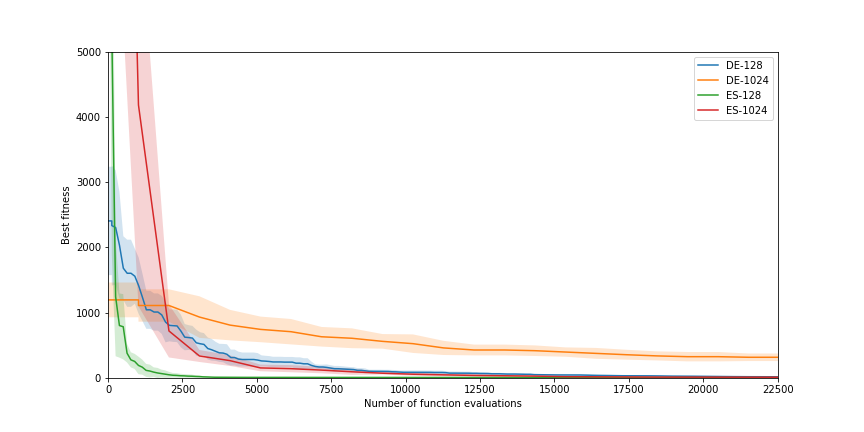 5000
4000
3000
2000
1000
0
Best fitness
DE-128
DE-1024
ES-128
ES-1024
0 2500 5000 7500 10000 12500 15000 17500 20000 22500
Number of function evaluations